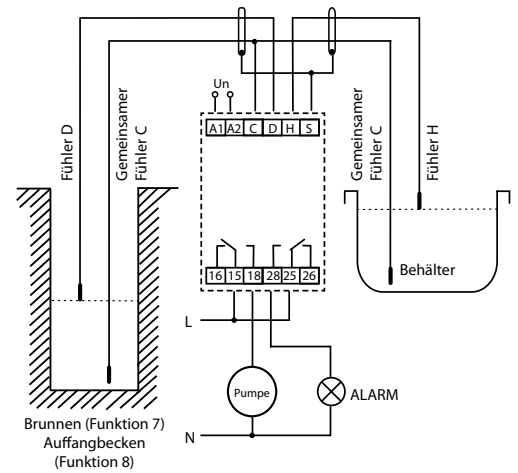 Un
A1 A2 C D H S
Fühler D
Gemeinsamer
Fühler C
Gemeinsamer
Fühler C
Fühler H
16 15 18 28 25 26
Behälter
L
Pumpe
ALARM
N
Brunnen (Funktion 7)
Auffangbecken
(Funktion 8)